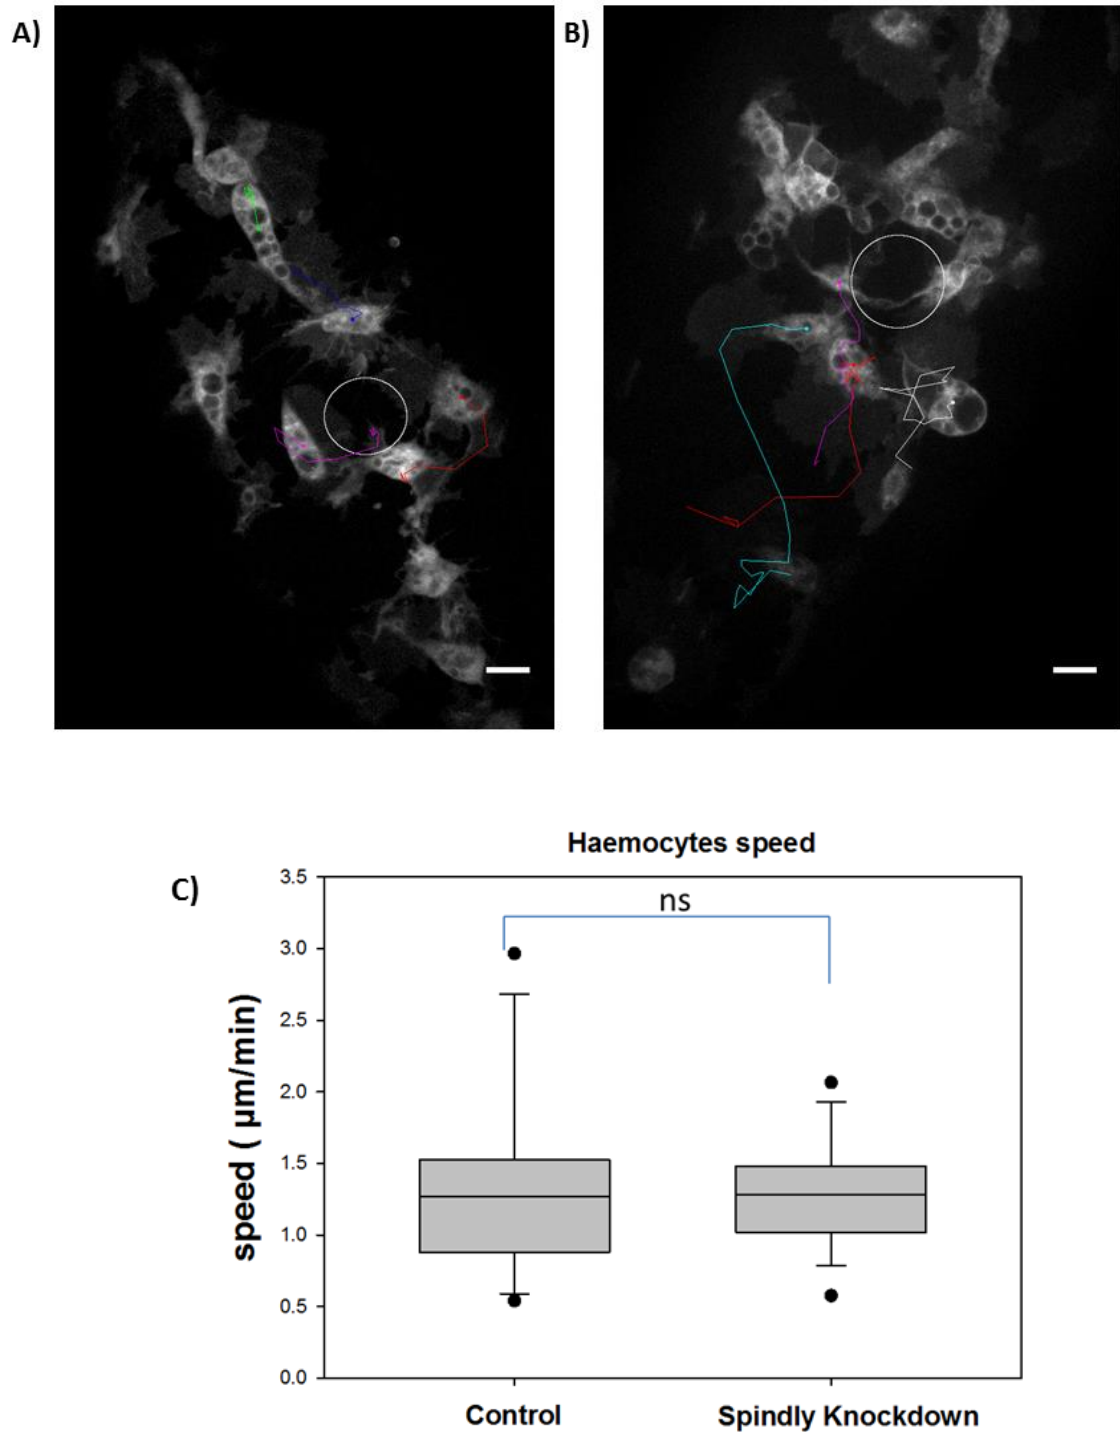 A)
B)
Haemocytes speed
C)
ns
3.5
3.0
2.5
2.0
1.5
1.0
0.5
0.0
speed ( μm/min)
Control
Spindly Knockdown